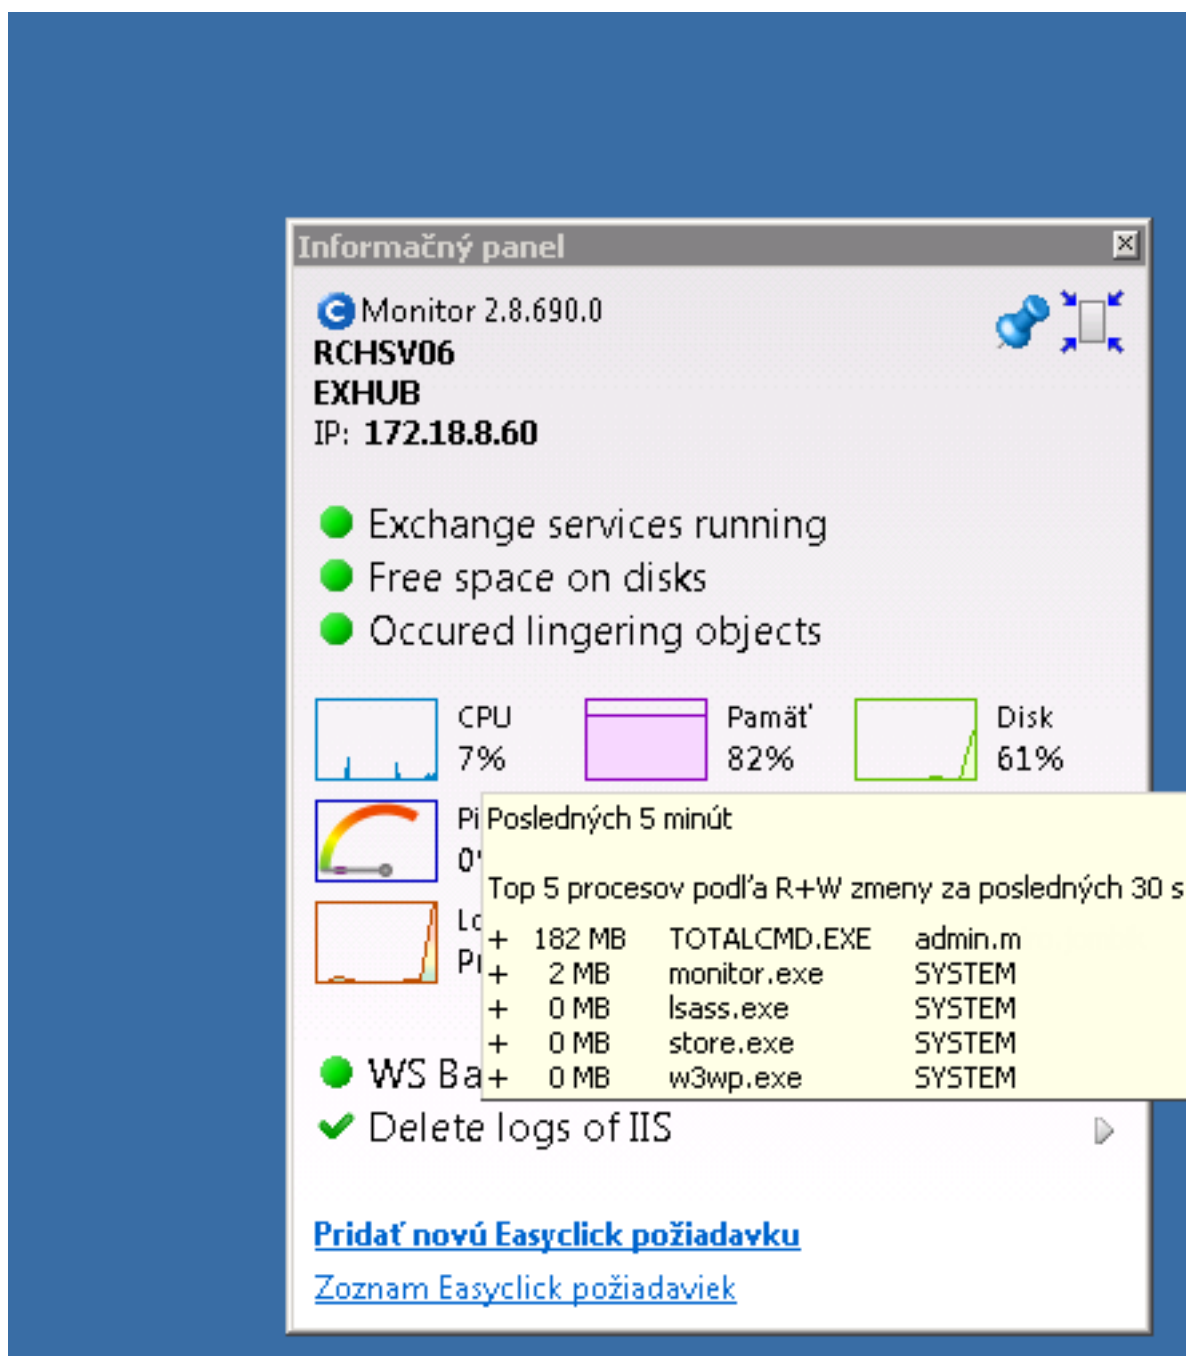 Informačný panel
Monitor 2.8.690.0
RCHSV06
EXHUB
IP: 172.18.8.60
Exchange services running
Free space on disks
Occured lingering objects
CPU
7%
Pamäť
82%
Disk
61%
Posledných 5 minút
Top 5 procesov podľa R+W zmeny za posledných 30 s
+ 182 MB TOTALCMD.EXE admin.m
+ 2 MB monitor.exe SYSTEM
+ 0 MB lsass.exe SYSTEM
+ 0 MB store.exe SYSTEM
+ 0 MB w3wp.exe SYSTEM
WS Ba
Delete logs of IIS
Pridať novú Easyclick požiadavku
Zoznam Easyclick požiadaviek